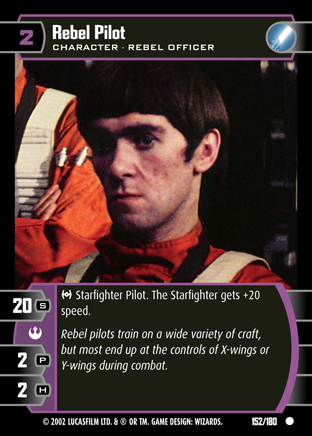 2 Rebel Pilot
CHARACTER · REBEL OFFICER
20 S
Starfighter Pilot. The Starfighter gets +20
speed.
Rebel pilots train on a wide variety of craft,
but most end up at the controls of X-wings or
Y-wings during combat.
2 P
2 H
© 2002 LUCASFILM LTD. & ® OR TM. GAME DESIGN: WIZARDS. 152/180